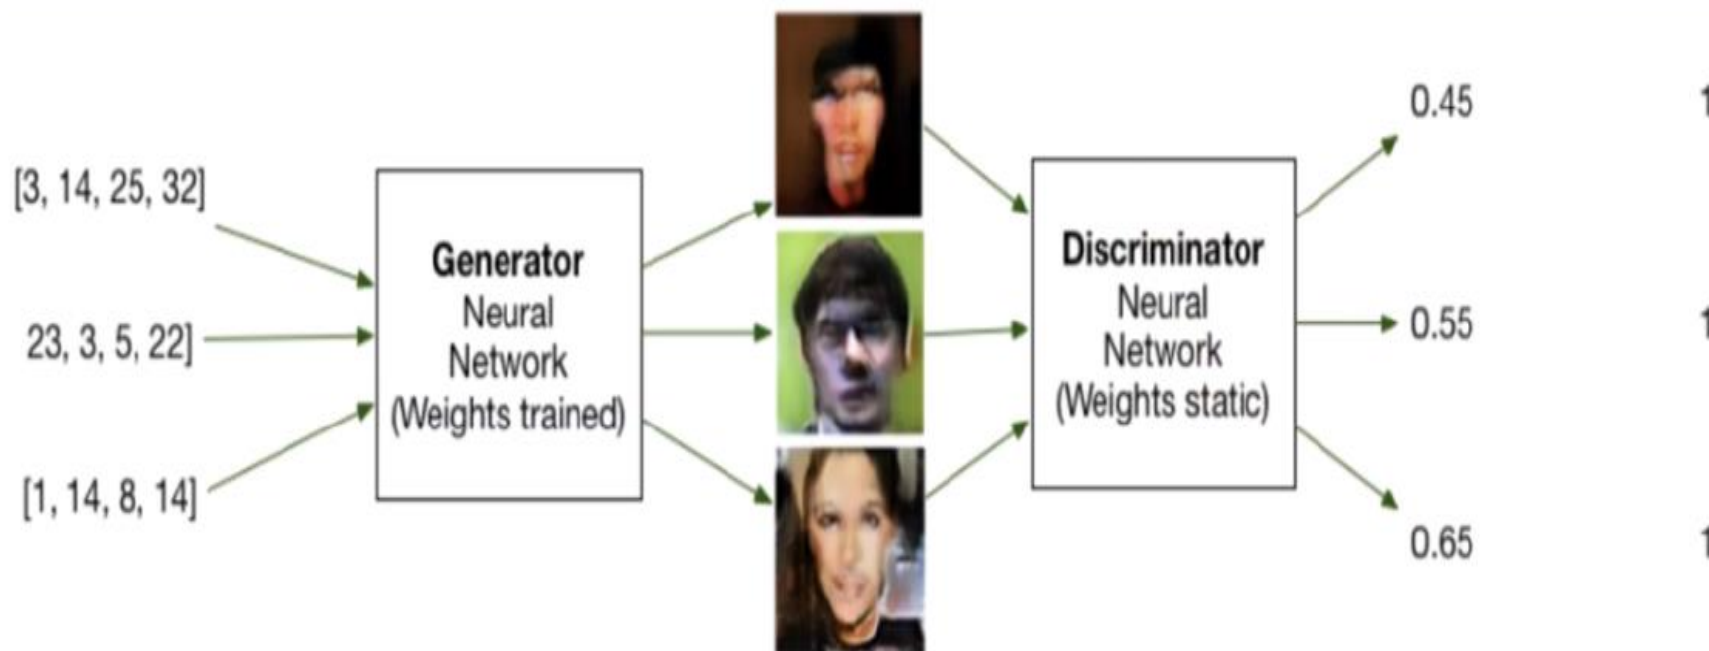 [3, 14, 25, 32]
23, 3, 5, 22]
[1, 14, 8, 14]
Generator
Neural
Network
(Weights trained)
Discriminator
Neural
Network
(Weights static)
0.45
0.55
0.65